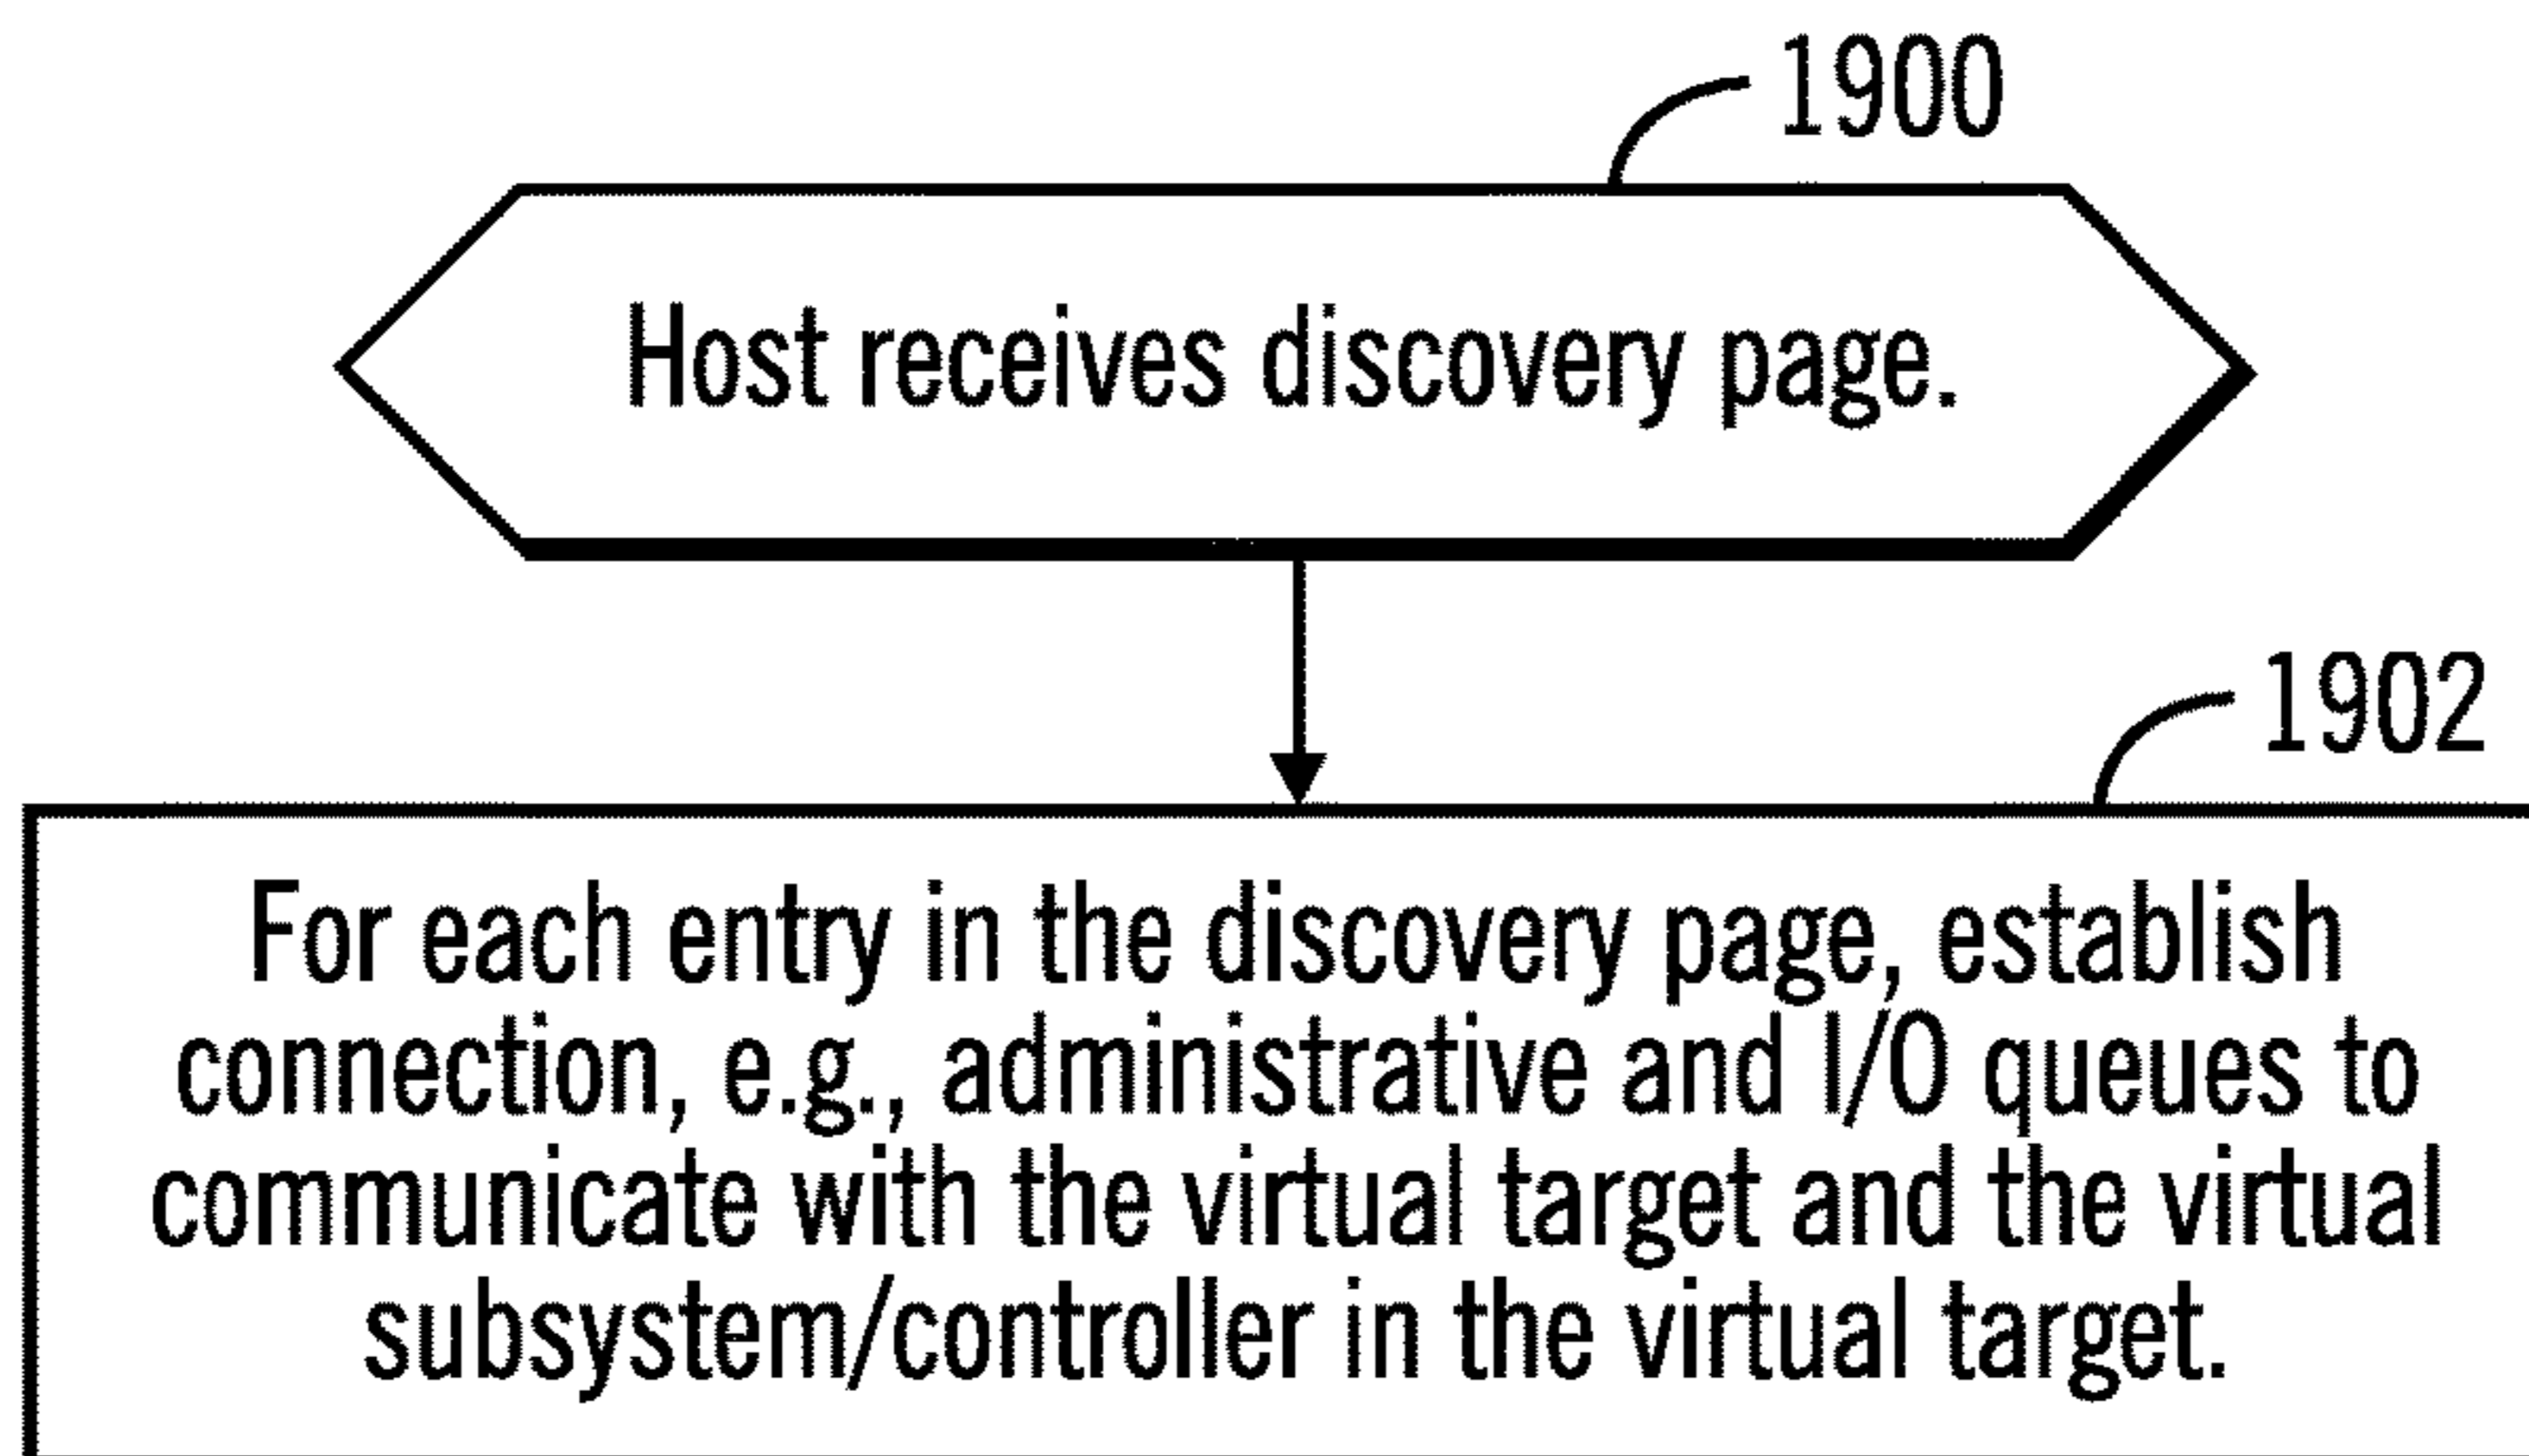 1900
Host receives discovery page.
1902
For each entry in the discovery page, establish
connection, e.g., administrative and I/O queues to
communicate with the virtual target and the virtual
subsystem/controller in the virtual target.